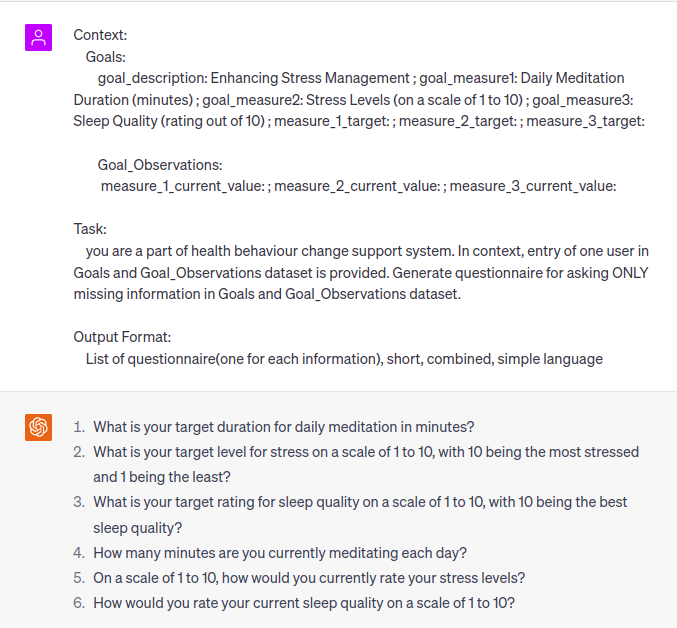 Context:
Goals:
goal_description: Enhancing Stress Management ; goal_measure1: Daily Meditation
Duration (minutes) ; goal_measure2: Stress Levels (on a scale of 1 to 10) ; goal_measure3:
Sleep Quality (rating out of 10) ; measure_1_target: ; measure_2_target: ; measure_3_target:
Goal_Observations:
measure_1_current_value: ; measure_2_current_value: ; measure_3_current_value:
Task:
you are a part of health behaviour change support system. In context, entry of one user in
Goals and Goal_Observations dataset is provided. Generate questionnaire for asking ONLY
missing information in Goals and Goal_Observations dataset.
Output Format:
List of questionnaire(one for each information), short, combined, simple language
1. What is your target duration for daily meditation in minutes?
2. What is your target level for stress on a scale of 1 to 10, with 10 being the most stressed
and 1 being the least?
3. What is your target rating for sleep quality on a scale of 1 to 10, with 10 being the best
sleep quality?
4. How many minutes are you currently meditating each day?
5. On a scale of 1 to 10, how would you currently rate your stress levels?
6. How would you rate your current sleep quality on a scale of 1 to 10?